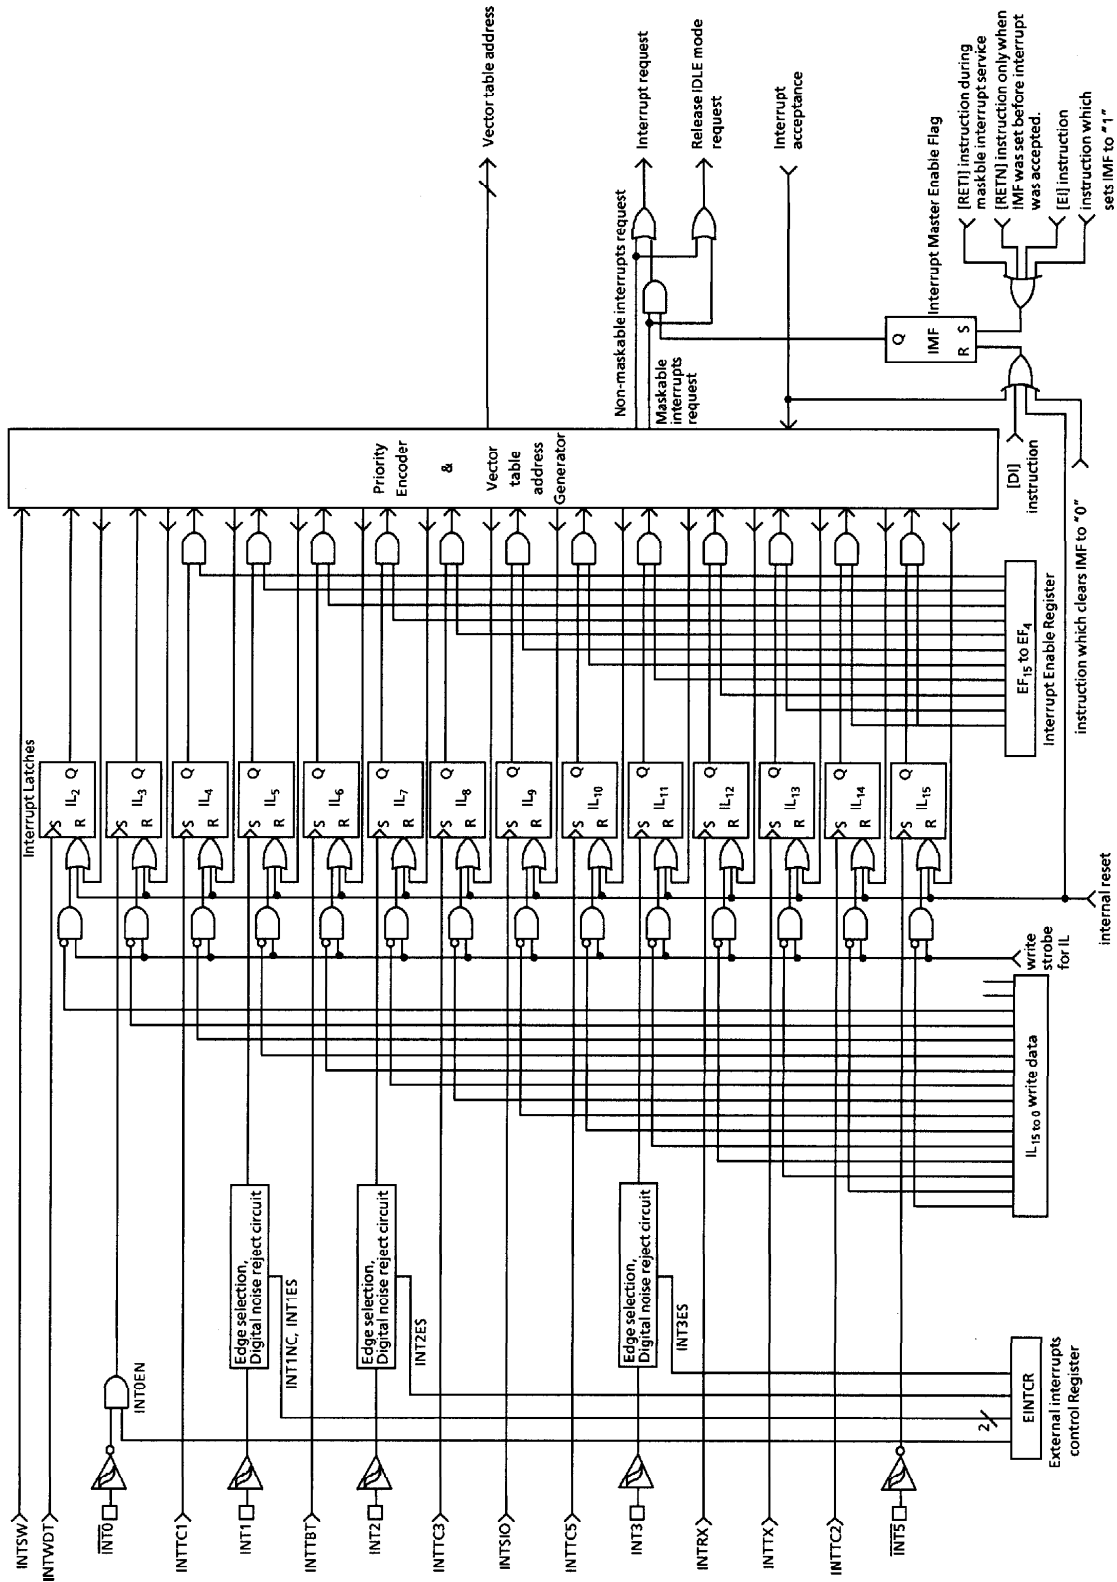 INTSW
INTWDT
INT0
INTTC1
INT1
INTTBT
INT2
INTTC3
INTSIO
INTTC5
INT3
INTRX
INTTX
INTTC2
INT5
INT0EN
Edge selection,
Digital noise reject circuit
INT1NC, INT1ES
Edge selection,
Digital noise reject circuit
INT2ES
Edge selection,
Digital noise reject circuit
INT3ES
2
EINTCR
External interrupts
control Register
IL15 to 0 write data
write
strobe
for IL
internal reset
Interrupt Latches
S IL2 Q R
S IL3 Q R
S IL4 Q R
S IL5 Q R
S IL6 Q R
S IL7 Q R
S IL8 Q R
S IL9 Q R
S IL10 Q R
S IL11 Q R
S IL12 Q R
S IL13 Q R
S IL14 Q R
S IL15 Q R
EF15 to EF4
Interrupt Enable Register
instruction which clears IMF to "0"
Priority
Encoder
&
Vector
table
address
Generator
[DI]
instruction
Vector table address
Non-maskable interrupts request
Maskable
interrupts
request
Interrupt request
Release IDLE mode
request
Interrupt
acceptance
Q
IMF
R S
Interrupt Master Enable Flag
[RETI] instruction during
maskble interrupt service
[RETN] instruction only when
IMF was set before interrupt
was accepted.
[EI] instruction
instruction which
sets IMF to "1"